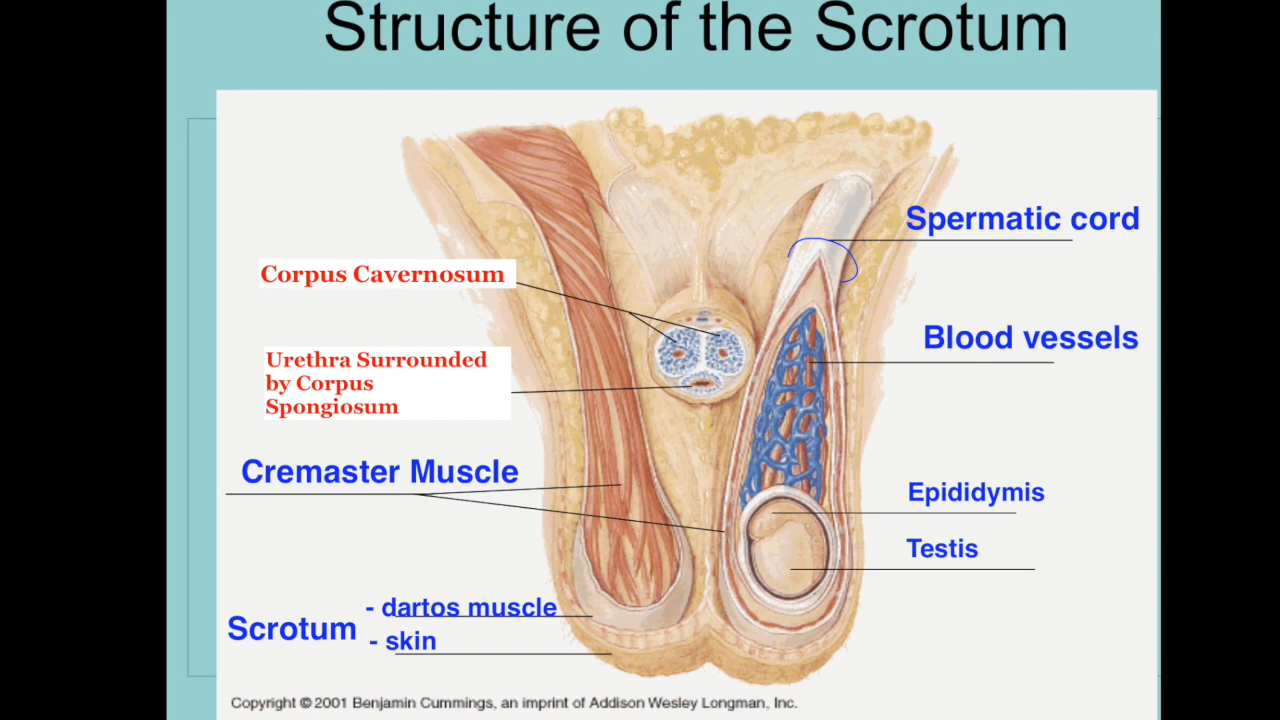 Structure of the Scrotum
Spermatic cord
Corpus Cavernosum
Blood vessels
Urethra Surrounded
by Corpus
Spongiosum
Cremaster Muscle
Epididymis
Testis
Scrotum
- dartos muscle
- skin
Copyright © 2001 Benjamin Cummings, an imprint of Addison Wesley Longman, Inc.